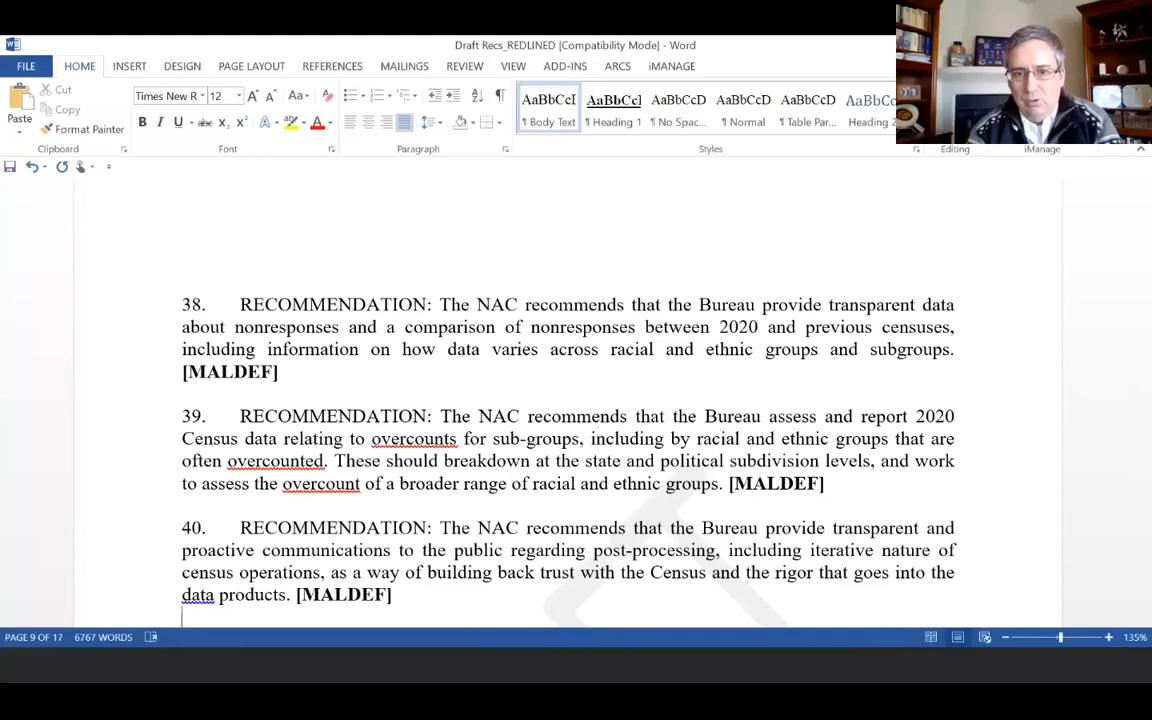 Draft Recs_REDLINED [Compatibility Mode] - Word
FILE HOME INSERT DESIGN PAGE LAYOUT REFERENCES MAILINGS REVIEW VIEW ADD-INS ARCS iMANAGE
Paste
Cut
Copy
Format Painter
Times New R 12
B I U abc X₂ X²
AaBbCcI AaBbCcI AaBbCcD AaBbCcD AaBbCcD AaBbCc
¶ Body Text ¶ Heading 1 ¶ No Spac... ¶ Normal ¶ Table Par... Heading 2
Clipboard Font Paragraph Styles Editing iManage
38. RECOMMENDATION: The NAC recommends that the Bureau provide transparent data
about nonresponses and a comparison of nonresponses between 2020 and previous censuses,
including information on how data varies across racial and ethnic groups and subgroups.
[MALDEF]
39. RECOMMENDATION: The NAC recommends that the Bureau assess and report 2020
Census data relating to overcounts for sub-groups, including by racial and ethnic groups that are
often overcounted. These should breakdown at the state and political subdivision levels, and work
to assess the overcount of a broader range of racial and ethnic groups. [MALDEF]
40. RECOMMENDATION: The NAC recommends that the Bureau provide transparent and
proactive communications to the public regarding post-processing, including iterative nature of
census operations, as a way of building back trust with the Census and the rigor that goes into the
data products. [MALDEF]
PAGE 9 OF 17 6767 WORDS 135%